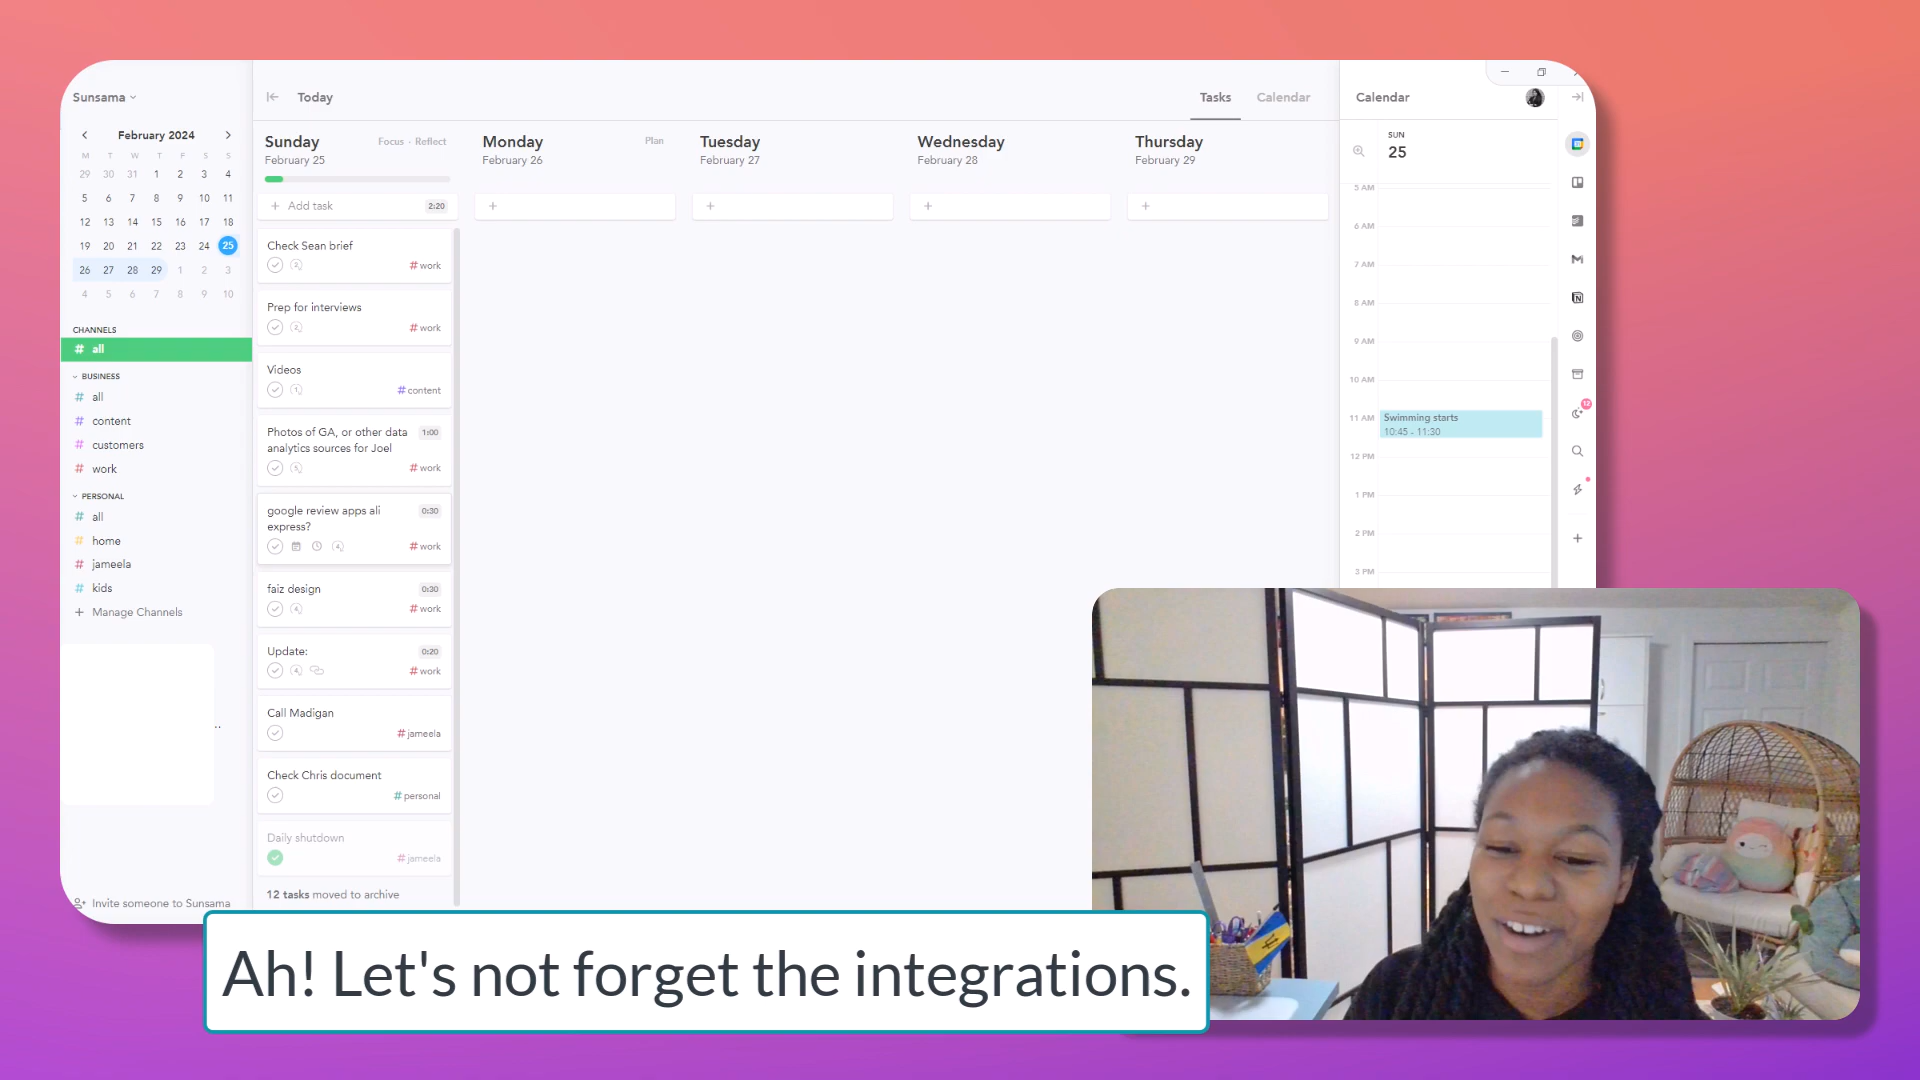 Sunsama
February 2024
M T W T F S S
29 30 31 1 2 3 4
5 6 7 8 9 10 11
12 13 14 15 16 17 18
19 20 21 22 23 24 25
26 27 28 29 1 2 3
4 5 6 7 8 9 10
CHANNELS
# all
BUSINESS
# all
# content
# customers
# work
PERSONAL
# all
# home
# jameela
# kids
+ Manage Channels
..
Invite someone to Sunsama
Today
Tasks
Calendar
Sunday
Focus · Reflect
February 25
+ Add task 2:20
Check Sean brief
# work
Prep for interviews
# work
Videos
# content
Photos of GA, or other data 1:00
analytics sources for Joel
# work
google review apps ali 0:30
express?
# work
faiz design 0:30
# work
Update: 0:20
# work
Call Madigan
# jameela
Check Chris document
# personal
Daily shutdown
# jameela
12 tasks moved to archive
Monday
Plan
February 26
+
Tuesday
February 27
+
Wednesday
February 28
+
Thursday
February 29
+
Calendar
SUN
25
5 AM
6 AM
7 AM
8 AM
9 AM
10 AM
11 AM
Swimming starts
10:45 - 11:30
12 PM
1 PM
2 PM
3 PM
Ah! Let's not forget the integrations.